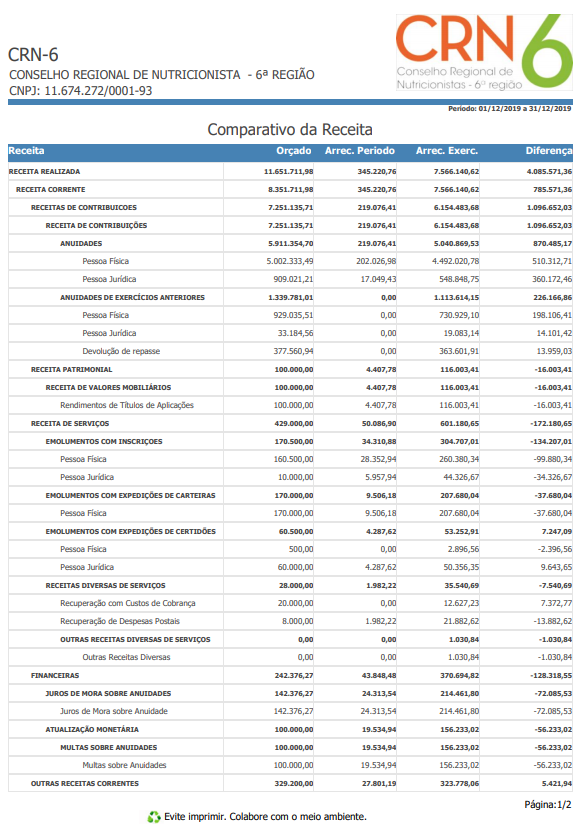 CRN-6
CONSELHO REGIONAL DE NUTRICIONISTA - 6ª REGIÃO
CNPJ: 11.674.272/0001-93
CRN6
Conselho Regional de
Nutricionistas - 6º região
Periodo: 01/12/2019 a 31/12/2019
Comparativo da Receita
Receita Orçado Arrec. Periodo Arrec. Exerc. Diferença
RECEITA REALIZADA 11.651.711,98 345.220,76 7.566.140,62 4.085.571,36
RECEITA CORRENTE 8.351.711,98 345.220,76 7.566.140,62 785.571,36
RECEITAS DE CONTRIBUICOES 7.251.135,71 219.076,41 6.154.483,68 1.096.652,03
RECEITA DE CONTRIBUIÇÕES 7.251.135,71 219.076,41 6.154.483,68 1.096.652,03
ANUIDADES 5.911.354,70 219.076,41 5.040.869,53 870.485,17
Pessoa Física 5.002.333,49 202.026,98 4.492.020,78 510.312,71
Pessoa Jurídica 909.021,21 17.049,43 548.848,75 360.172,46
ANUIDADES DE EXERCÍCIOS ANTERIORES 1.339.781,01 0,00 1.113.614,15 226.166,86
Pessoa Física 929.035,51 0,00 730.929,10 198.106,41
Pessoa Jurídica 33.184,56 0,00 19.083,14 14.101,42
Devolução de repasse 377.560,94 0,00 363.601,91 13.959,03
RECEITA PATRIMONIAL 100.000,00 4.407,78 116.003,41 -16.003,41
RECEITA DE VALORES MOBILIÁRIOS 100.000,00 4.407,78 116.003,41 -16.003,41
Rendimentos de Títulos de Aplicações 100.000,00 4.407,78 116.003,41 -16.003,41
RECEITA DE SERVIÇOS 429.000,00 50.086,90 601.180,65 -172.180,65
EMOLUMENTOS COM INSCRIÇOES 170.500,00 34.310,88 304.707,01 -134.207,01
Pessoa Física 160.500,00 28.352,94 260.380,34 -99.880,34
Pessoa Jurídica 10.000,00 5.957,94 44.326,67 -34.326,67
EMOLUMENTOS COM EXPEDIÇÕES DE CARTEIRAS 170.000,00 9.506,18 207.680,04 -37.680,04
Pessoa Física 170.000,00 9.506,18 207.680,04 -37.680,04
EMOLUMENTOS COM EXPEDIÇÕES DE CERTIDÕES 60.500,00 4.287,62 53.252,91 7.247,09
Pessoa Física 500,00 0,00 2.896,56 -2.396,56
Pessoa Jurídica 60.000,00 4.287,62 50.356,35 9.643,65
RECEITAS DIVERSAS DE SERVIÇOS 28.000,00 1.982,22 35.540,69 -7.540,69
Recuperação com Custos de Cobrança 20.000,00 0,00 12.627,23 7.372,77
Recuperação de Despesas Postais 8.000,00 1.982,22 21.882,62 -13.882,62
OUTRAS RECEITAS DIVERSAS DE SERVIÇOS 0,00 0,00 1.030,84 -1.030,84
Outras Receitas Diversas 0,00 0,00 1.030,84 -1.030,84
FINANCEIRAS 242.376,27 43.848,48 370.694,82 -128.318,55
JUROS DE MORA SOBRE ANUIDADES 142.376,27 24.313,54 214.461,80 -72.085,53
Juros de Mora sobre Anuidade 142.376,27 24.313,54 214.461,80 -72.085,53
ATUALIZAÇÃO MONETÁRIA 100.000,00 19.534,94 156.233,02 -56.233,02
MULTAS SOBRE ANUIDADES 100.000,00 19.534,94 156.233,02 -56.233,02
Multas sobre Anuidades 100.000,00 19.534,94 156.233,02 -56.233,02
OUTRAS RECEITAS CORRENTES 329.200,00 27.801,19 323.778,06 5.421,94
Página:1/2
Evite imprimir. Colabore com o meio ambiente.